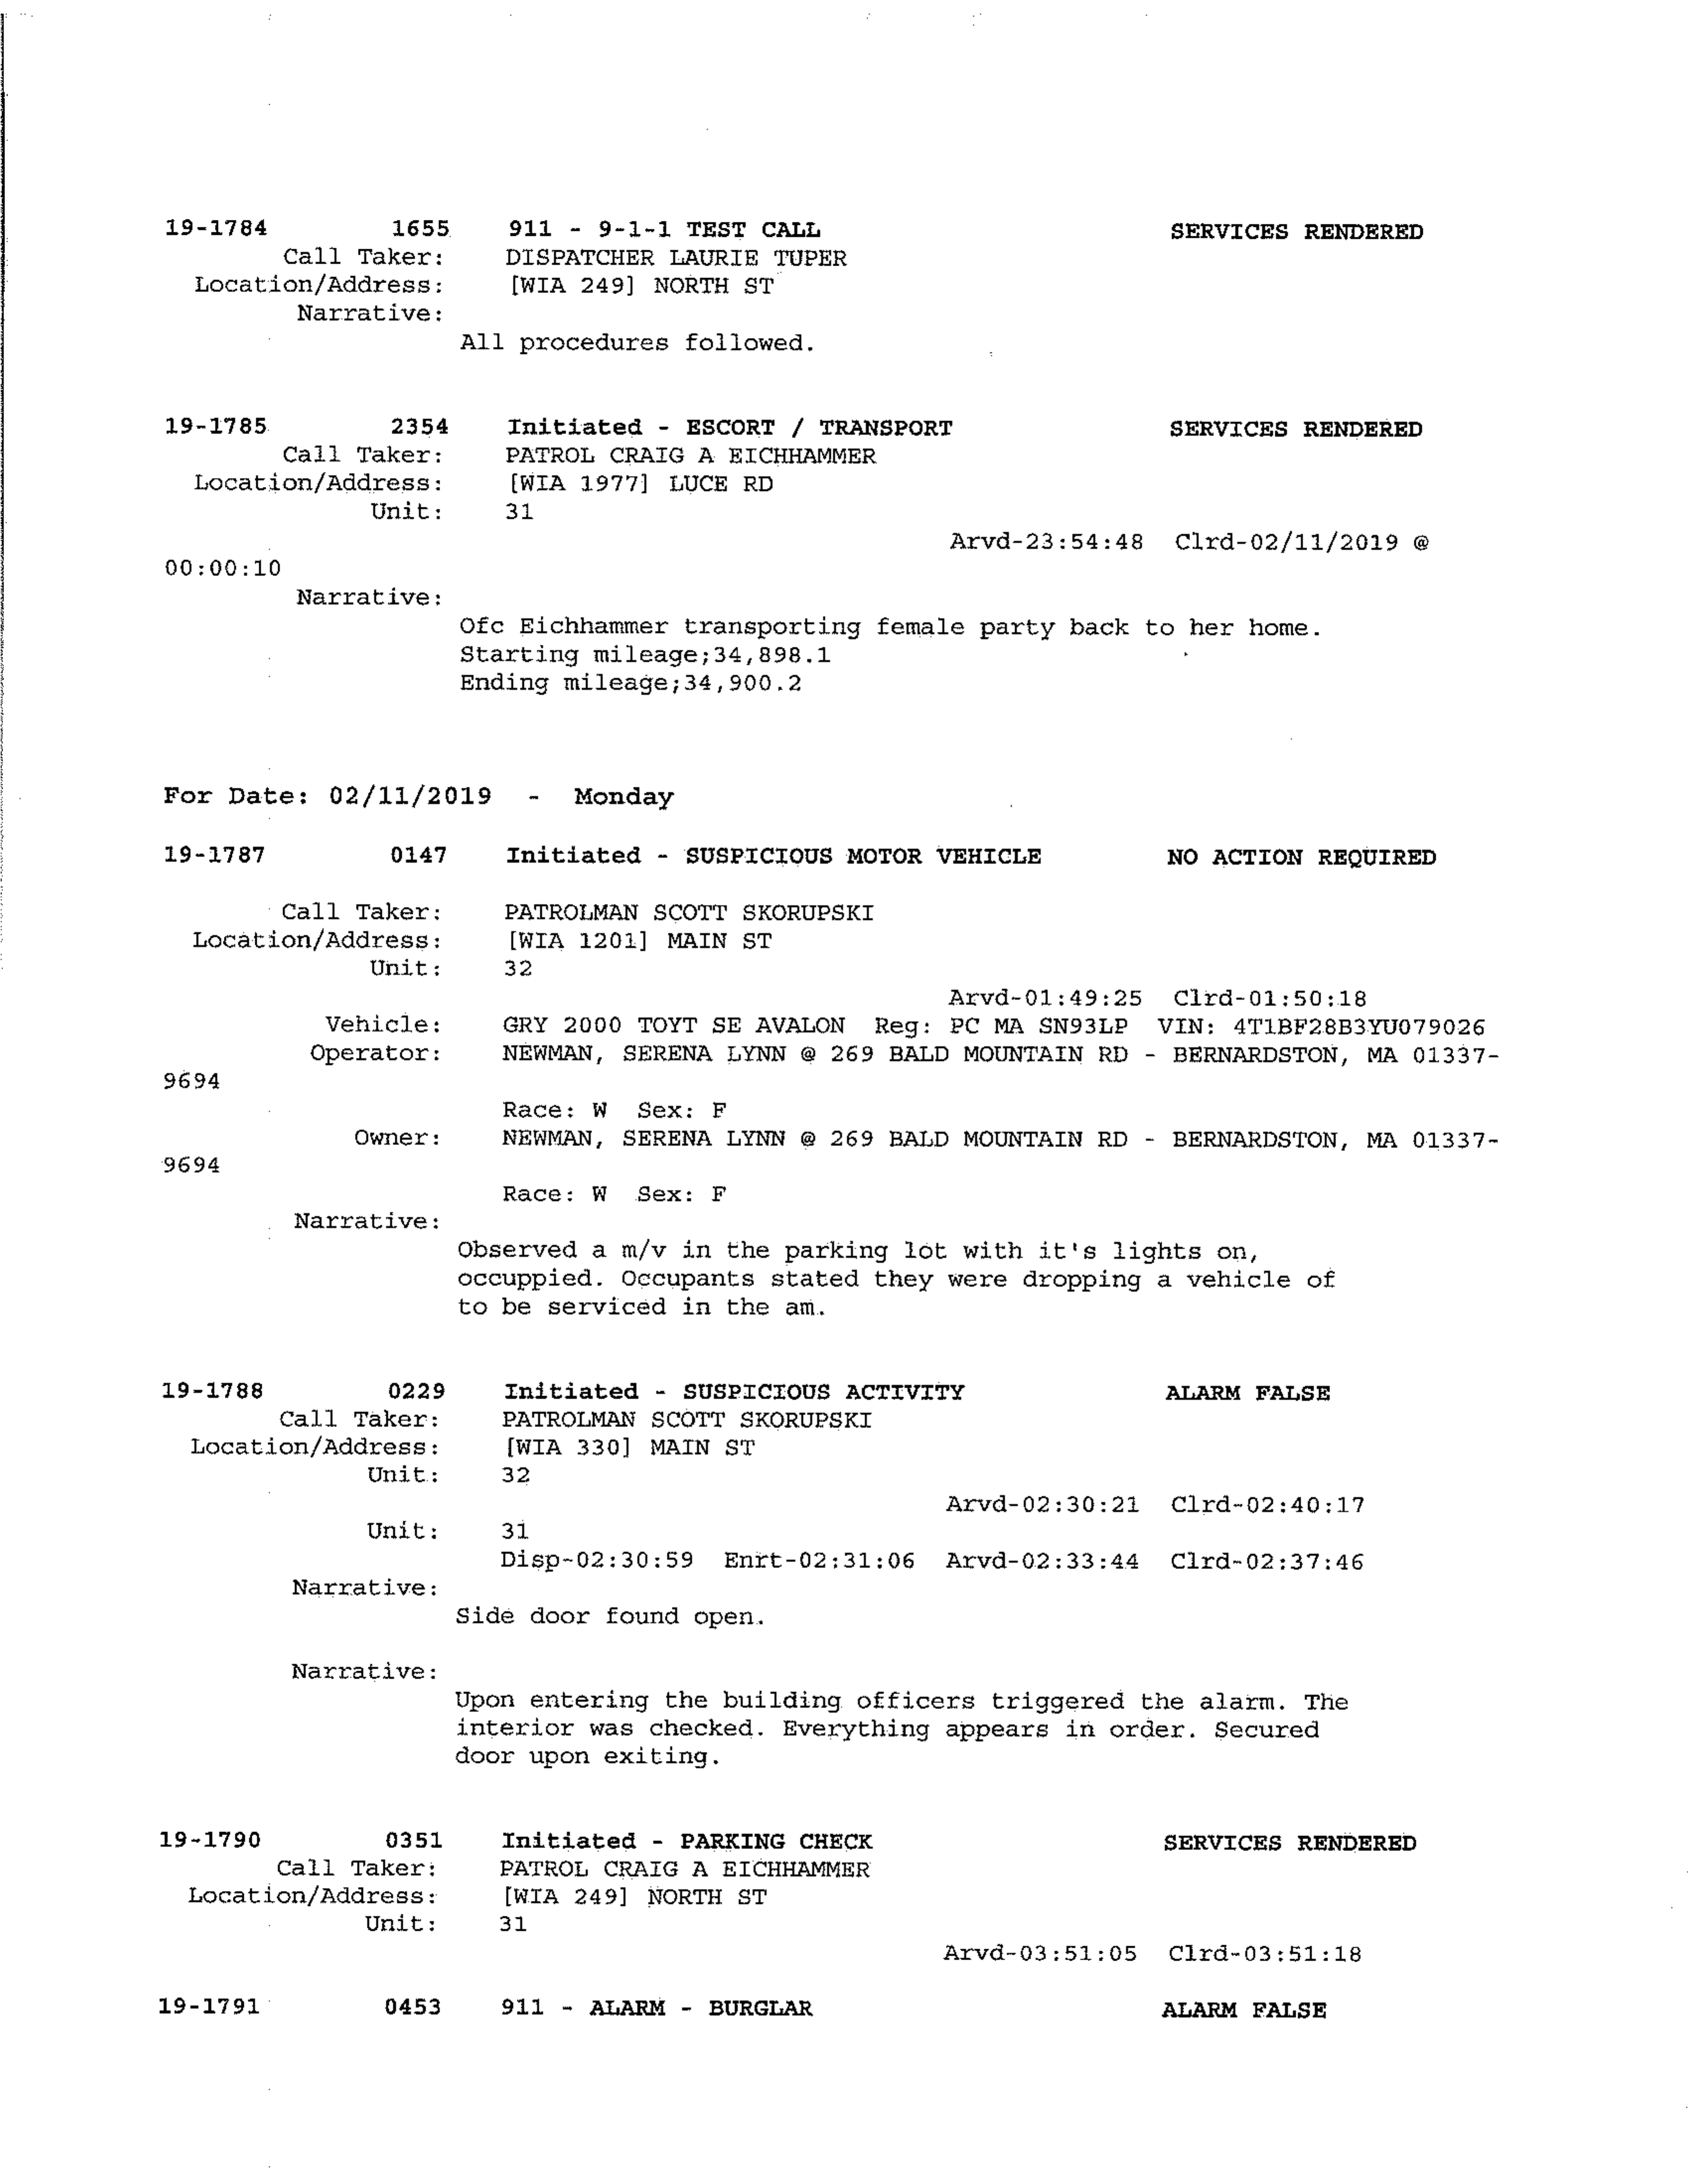 19-1784 1655 911 - 9-1-1 TEST CALL SERVICES RENDERED
Call Taker: DISPATCHER LAURIE TUPER
Location/Address: [WIA 249] NORTH ST
Narrative:
All procedures followed.
19-1785 2354 Initiated - ESCORT / TRANSPORT SERVICES RENDERED
Call Taker: PATROL CRAIG A EICHHAMMER
Location/Address: [WIA 1977] LUCE RD
Unit: 31
Arvd-23:54:48 Clrd-02/11/2019 @
00:00:10
Narrative:
Ofc Eichhammer transporting female party back to her home.
Starting mileage;34,898.1
Ending mileage;34,900.2
For Date: 02/11/2019 - Monday
19-1787 0147 Initiated - SUSPICIOUS MOTOR VEHICLE NO ACTION REQUIRED
Call Taker: PATROLMAN SCOTT SKORUPSKI
Location/Address: [WIA 1201] MAIN ST
Unit: 32
Arvd-01:49:25 Clrd-01:50:18
Vehicle: GRY 2000 TOYT SE AVALON Reg: PC MA SN93LP VIN: 4T1BF28B3YU079026
Operator: NEWMAN, SERENA LYNN @ 269 BALD MOUNTAIN RD - BERNARDSTON, MA 01337-
9694
Race: W Sex: F
Owner: NEWMAN, SERENA LYNN @ 269 BALD MOUNTAIN RD - BERNARDSTON, MA 01337-
9694
Race: W Sex: F
Narrative:
Observed a m/v in the parking lot with it's lights on,
occuppied. Occupants stated they were dropping a vehicle of
to be serviced in the am.
19-1788 0229 Initiated - SUSPICIOUS ACTIVITY ALARM FALSE
Call Taker: PATROLMAN SCOTT SKORUPSKI
Location/Address: [WIA 330] MAIN ST
Unit: 32
Arvd-02:30:21 Clrd-02:40:17
Unit: 31
Disp-02:30:59 Enrt-02:31:06 Arvd-02:33:44 Clrd-02:37:46
Narrative:
Side door found open.
Narrative:
Upon entering the building officers triggered the alarm. The
interior was checked. Everything appears in order. Secured
door upon exiting.
19-1790 0351 Initiated - PARKING CHECK SERVICES RENDERED
Call Taker: PATROL CRAIG A EICHHAMMER
Location/Address: [WIA 249] NORTH ST
Unit: 31
Arvd-03:51:05 Clrd-03:51:18
19-1791 0453 911 - ALARM - BURGLAR ALARM FALSE